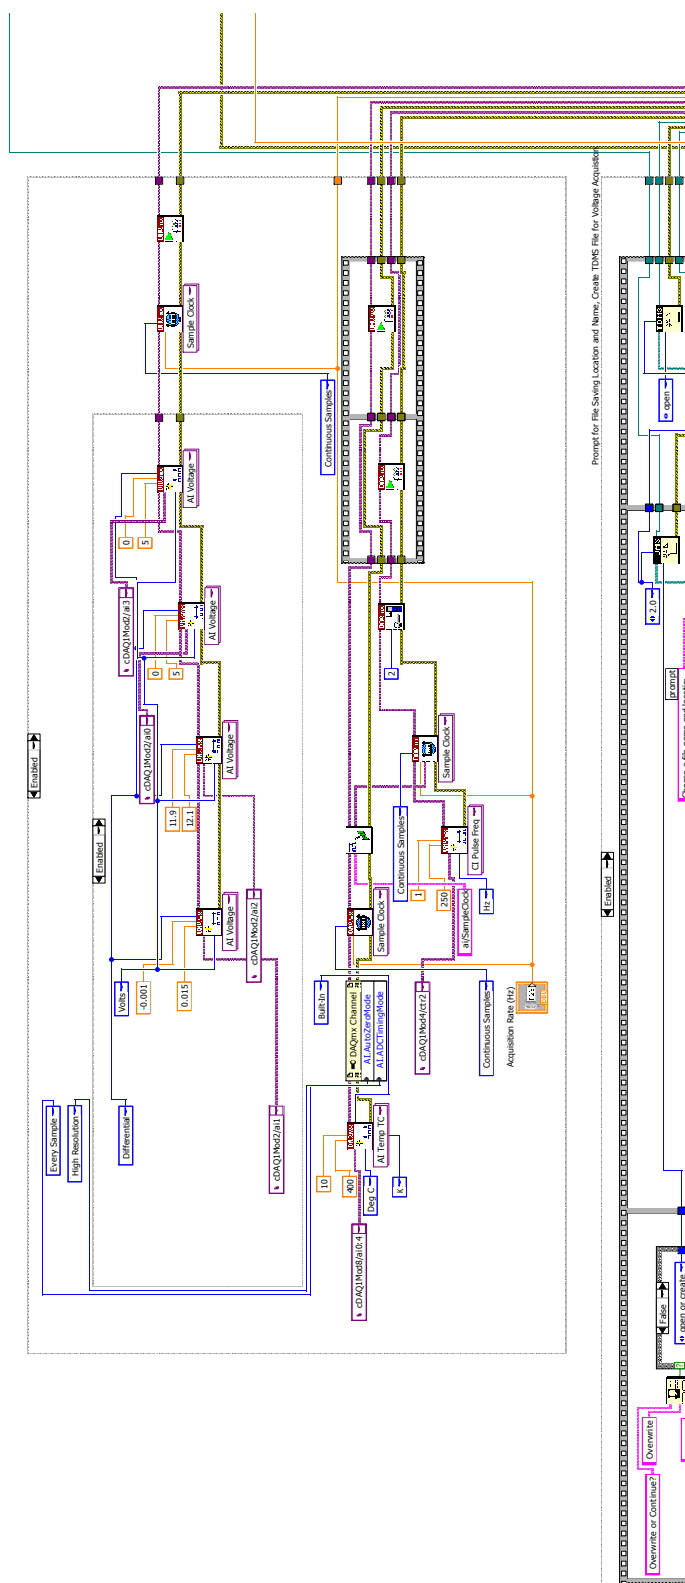 Enabled
Enabled
Every Sample
High Resolution
Differential
Volts
-0.001
0.015
AI Voltage
cDAQ1Mod2/ai1
11.9
12.1
AI Voltage
cDAQ1Mod2/ai2
0
5
AI Voltage
cDAQ1Mod2/ai0
0
5
AI Voltage
cDAQ1Mod2/ai3
Sample Clock
Continuous Samples
cDAQ1Mod8/ai0:4
10
400
Deg C
K
AI Temp TC
Built-In
DAQmx Channel
AI.AutoZeroMode
AI.ADCTimingMode
Sample Clock
Continuous Samples
cDAQ1Mod4/ctr2
ai/SampleClock
1
250
Hz
CI Pulse Freq
Continuous Samples
Sample Clock
2
Acquisition Rate (Hz)
Prompt for File Saving Location and Name, Create TDMS File for Voltage Acquisition
Enabled
Overwrite or Continue?
Overwrite
False
open or create
prompt
2.0
open